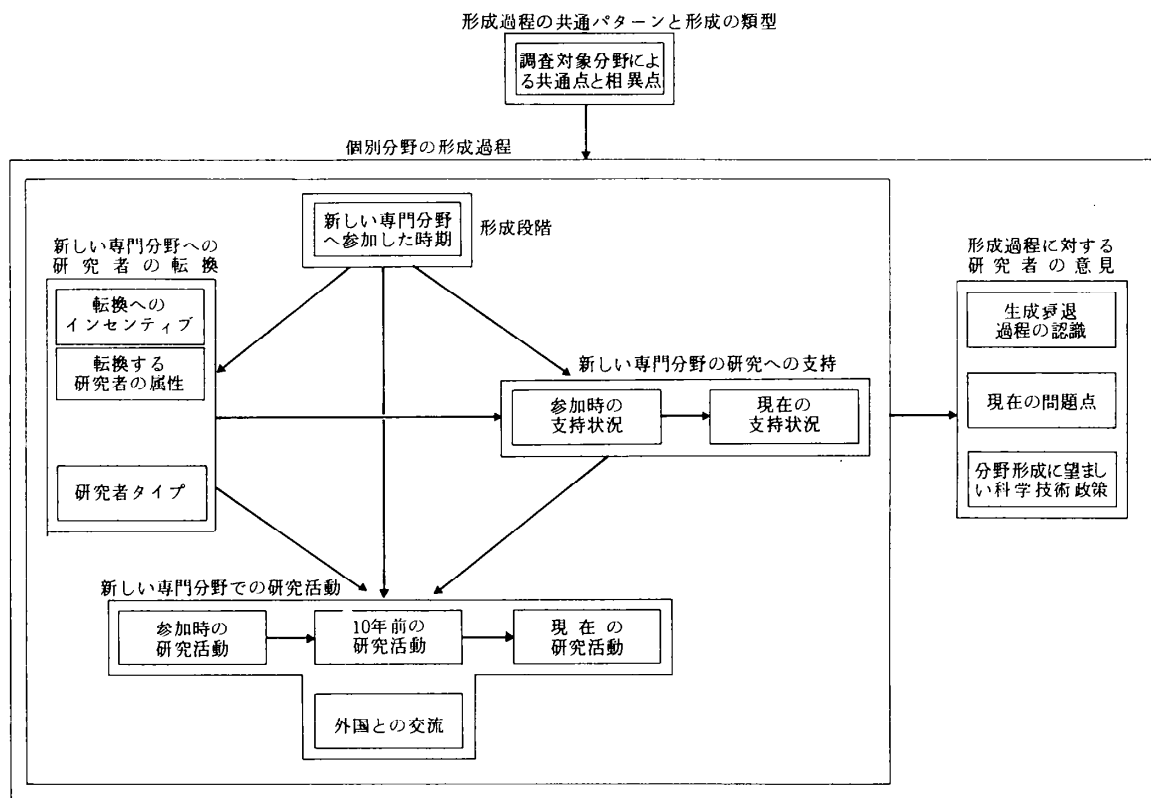 形成過程の共通パターンと形成の類型
調査対象分野によ
る共通点と相異点
個別分野の形成過程
新しい専門分野
へ参加した時期
形成段階
新しい専門分野への
研究者の転換
転換への
インセンティブ
転換する
研究者の属性
研究者タイプ
新しい専門分野の研究への支持
参加時の
支持状況
現在の
支持状況
形成過程に対する
研究者の意見
生成衰退
過程の認識
現在の問題点
分野形成に望まし
い科学技術政策
新しい専門分野での研究活動
参加時の
研究活動
10年前の
研究活動
現在の
研究活動
外国との交流